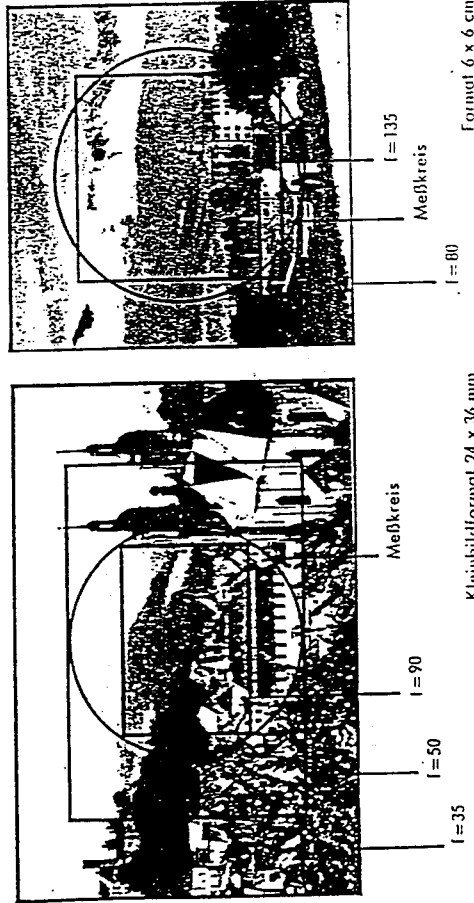 f=35
f=50
f=90
Meßkreis
Kleinbildformat 24 x 36 mm
f=80
Meßkreis
f=135
Format 6 x 6 cm